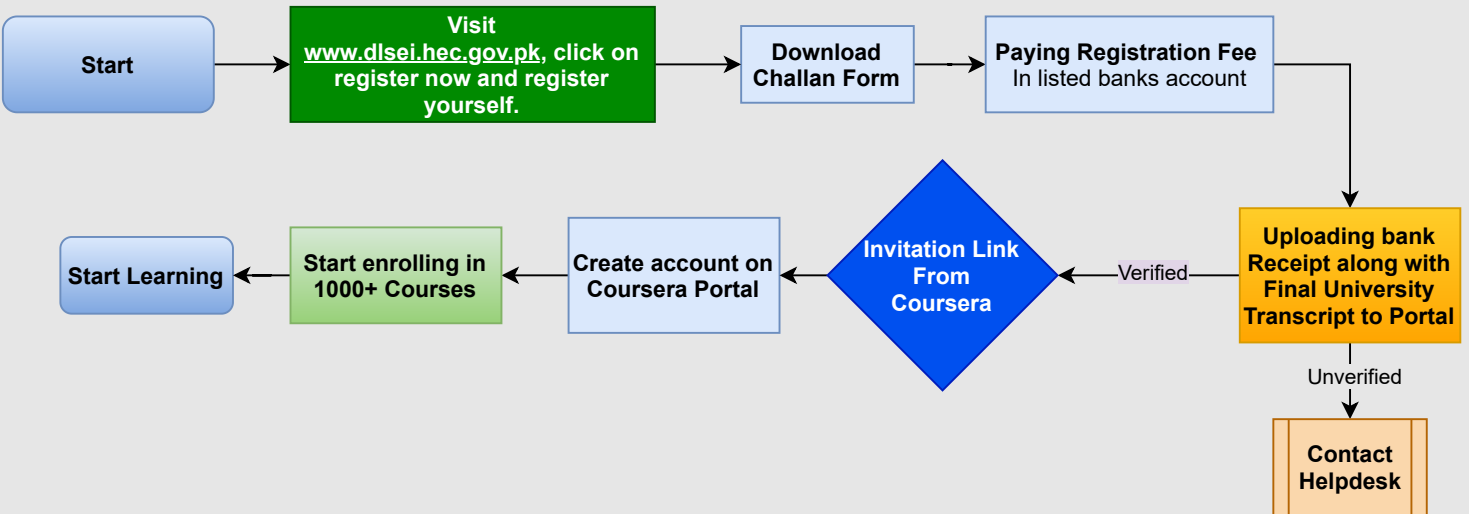 Start
Visit
www.dlsei.hec.gov.pk, click on
register now and register
yourself.
Download
Challan Form
Paying Registration Fee
In listed banks account
Uploading bank
Receipt along with
Final University
Transcript to Portal
Verified
Invitation Link
From
Coursera
Create account on
Coursera Portal
Start enrolling in
1000+ Courses
Start Learning
Unverified
Contact
Helpdesk